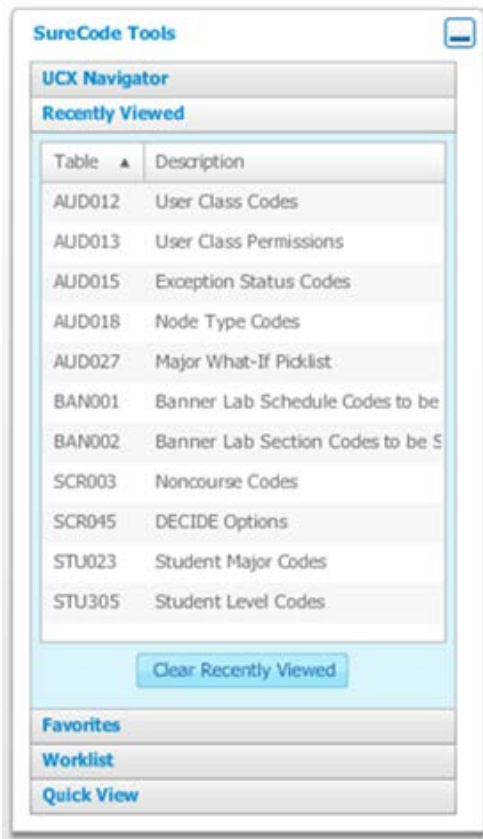 SureCode Tools
UCX Navigator
Recently Viewed
Table Description
AUD012 User Class Codes
AUD013 User Class Permissions
AUD015 Exception Status Codes
AUD018 Node Type Codes
AUD027 Major What-If Picklist
BAN001 Banner Lab Schedule Codes to be
BAN002 Banner Lab Section Codes to be S
SCR003 Noncourse Codes
SCR045 DECIDE Options
STU023 Student Major Codes
STU305 Student Level Codes
Clear Recently Viewed
Favorites
Worklist
Quick View